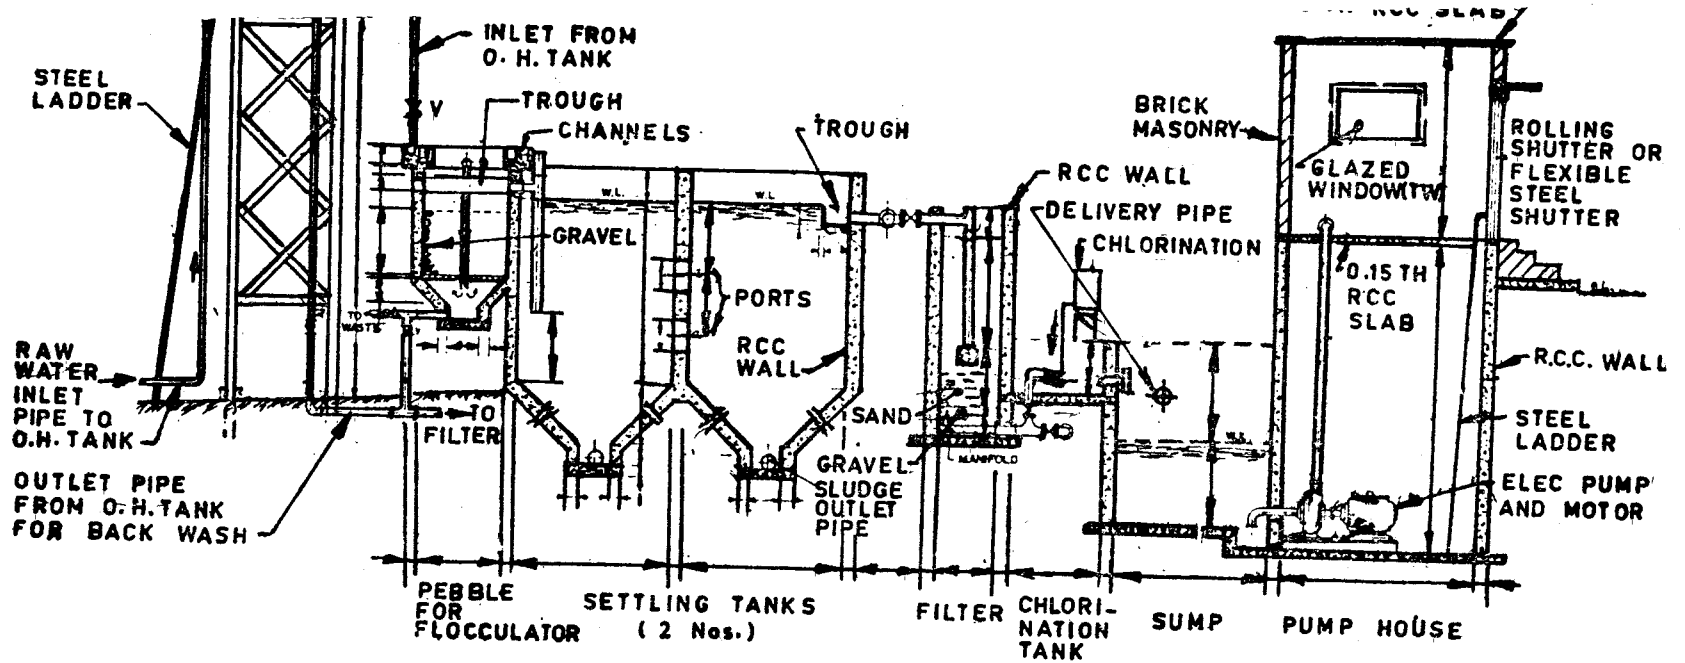 RCC SLAB
INLET FROM
O.H. TANK
STEEL
LADDER
V
TROUGH
CHANNELS
TROUGH
BRICK
MASONRY
ROLLING
SHUTTER OR
FLEXIBLE
STEEL
SHUTTER
GLAZED
WINDOW
RCC WALL
DELIVERY PIPE
CHLORINATION
W.L.
W.L.
GRAVEL
PORTS
0.15 TH
RCC
SLAB
TO
WASTE
RCC
WALL
R.C.C. WALL
RAW
WATER
INLET
PIPE TO
O.H. TANK
TO
FILTER
SAND
MANIFOLD
GRAVEL
SLUDGE
OUTLET
PIPE
W.L.
STEEL
LADDER
ELEC PUMP
AND MOTOR
OUTLET PIPE
FROM O.H. TANK
FOR BACK WASH
PEBBLE
FOR
FLOCCULATOR
SETTLING TANKS
( 2 Nos.)
FILTER
CHLORI-
NATION
TANK
SUMP
PUMP HOUSE